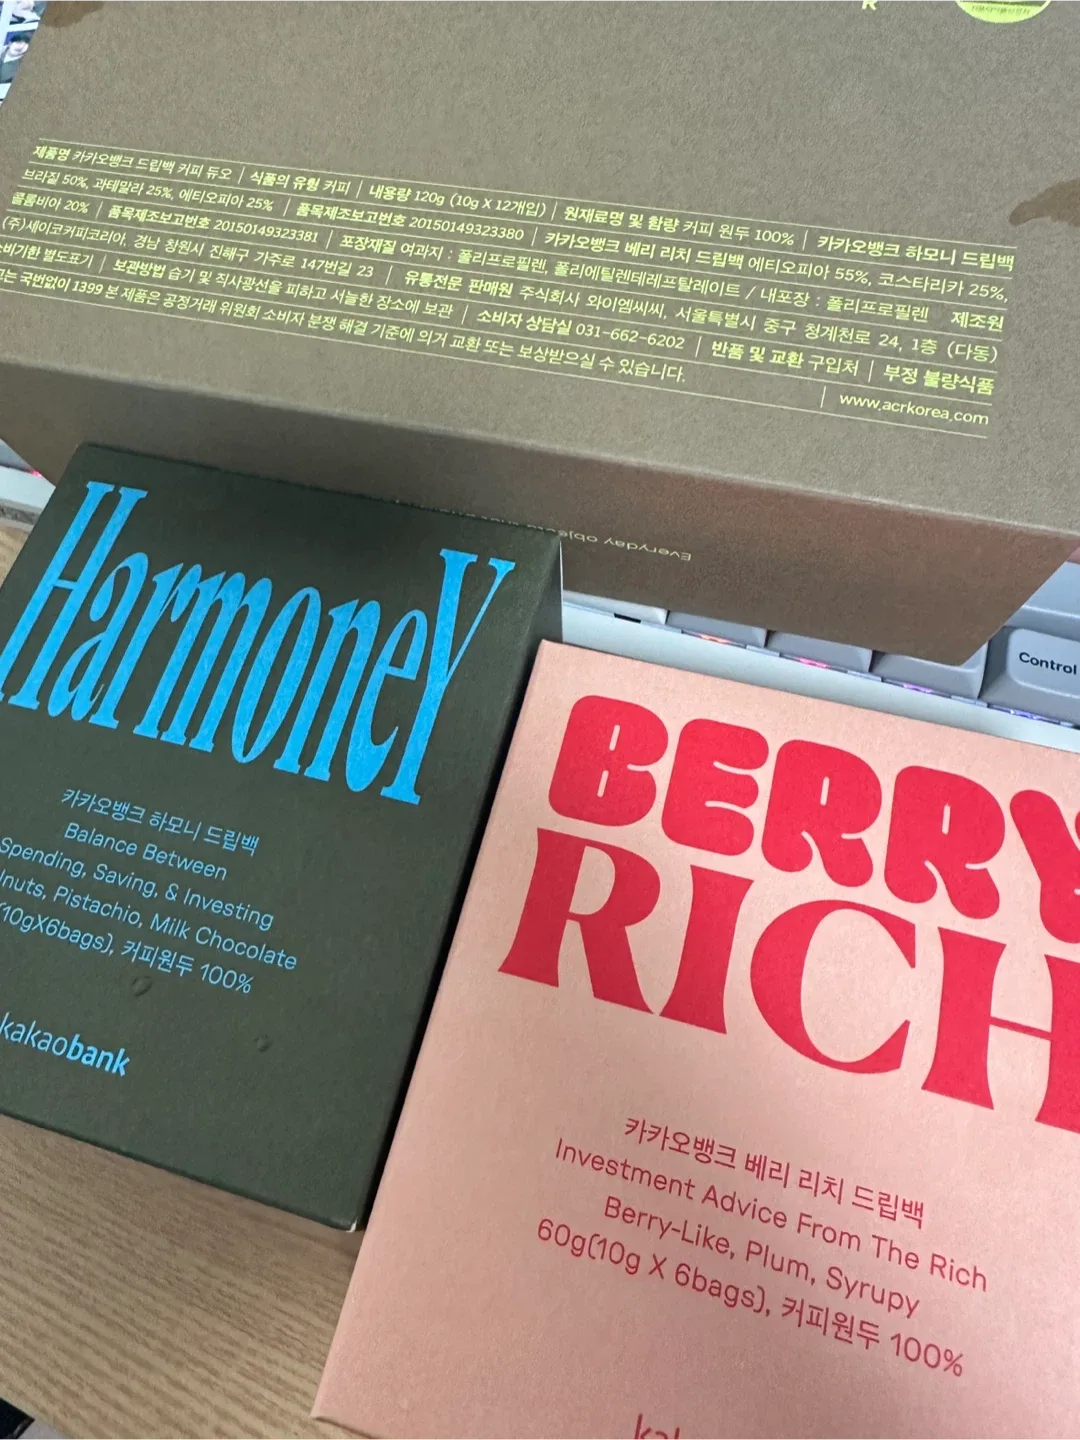 제품명 카카오뱅크 드립백 커피 듀오 | 식품의 유형 커피 | 내용량 120g (10g X 12개입) | 원재료명 및 함량 커피 원두 100% | 카카오뱅크 하모니 드립백
브라질 50%, 과테말라 25%, 에티오피아 25% | 품목제조보고번호 20150149323380 | 카카오뱅크 베리 리치 드립백 에티오피아 55%, 코스타리카 25%,
콜롬비아 20% | 품목제조보고번호 20150149323381 | 포장재질 여과지 : 폴리프로필렌, 폴리에틸렌테레프탈레이트 / 내포장 : 폴리프로필렌 제조원
(주)세이코커피코리아, 경남 창원시 진해구 가주로 147번길 23 | 유통전문 판매원 주식회사 와이엠씨씨, 서울특별시 중구 청계천로 24, 1층 (다동)
소비기한 별도표기 | 보관방법 습기 및 직사광선을 피하고 서늘한 장소에 보관 | 소비자 상담실 031-662-6202 | 반품 및 교환 구입처 | 부정 불량식품
국번없이 1399 본 제품은 공정거래 위원회 소비자 분쟁 해결 기준에 의거 교환 또는 보상받으실 수 있습니다. | www.acrkorea.com
Everyday
HarmoneY
카카오뱅크 하모니 드립백
Balance Between
Spending, Saving, & Investing
Pistachio, Milk Chocolate
(10gX6bags), 커피원두 100%
kakaobank
Control
BERRY
RICH
카카오뱅크 베리 리치 드립백
Investment Advice From The Rich
Berry-Like, Plum, Syrupy
60g(10g X 6bags), 커피원두 100%